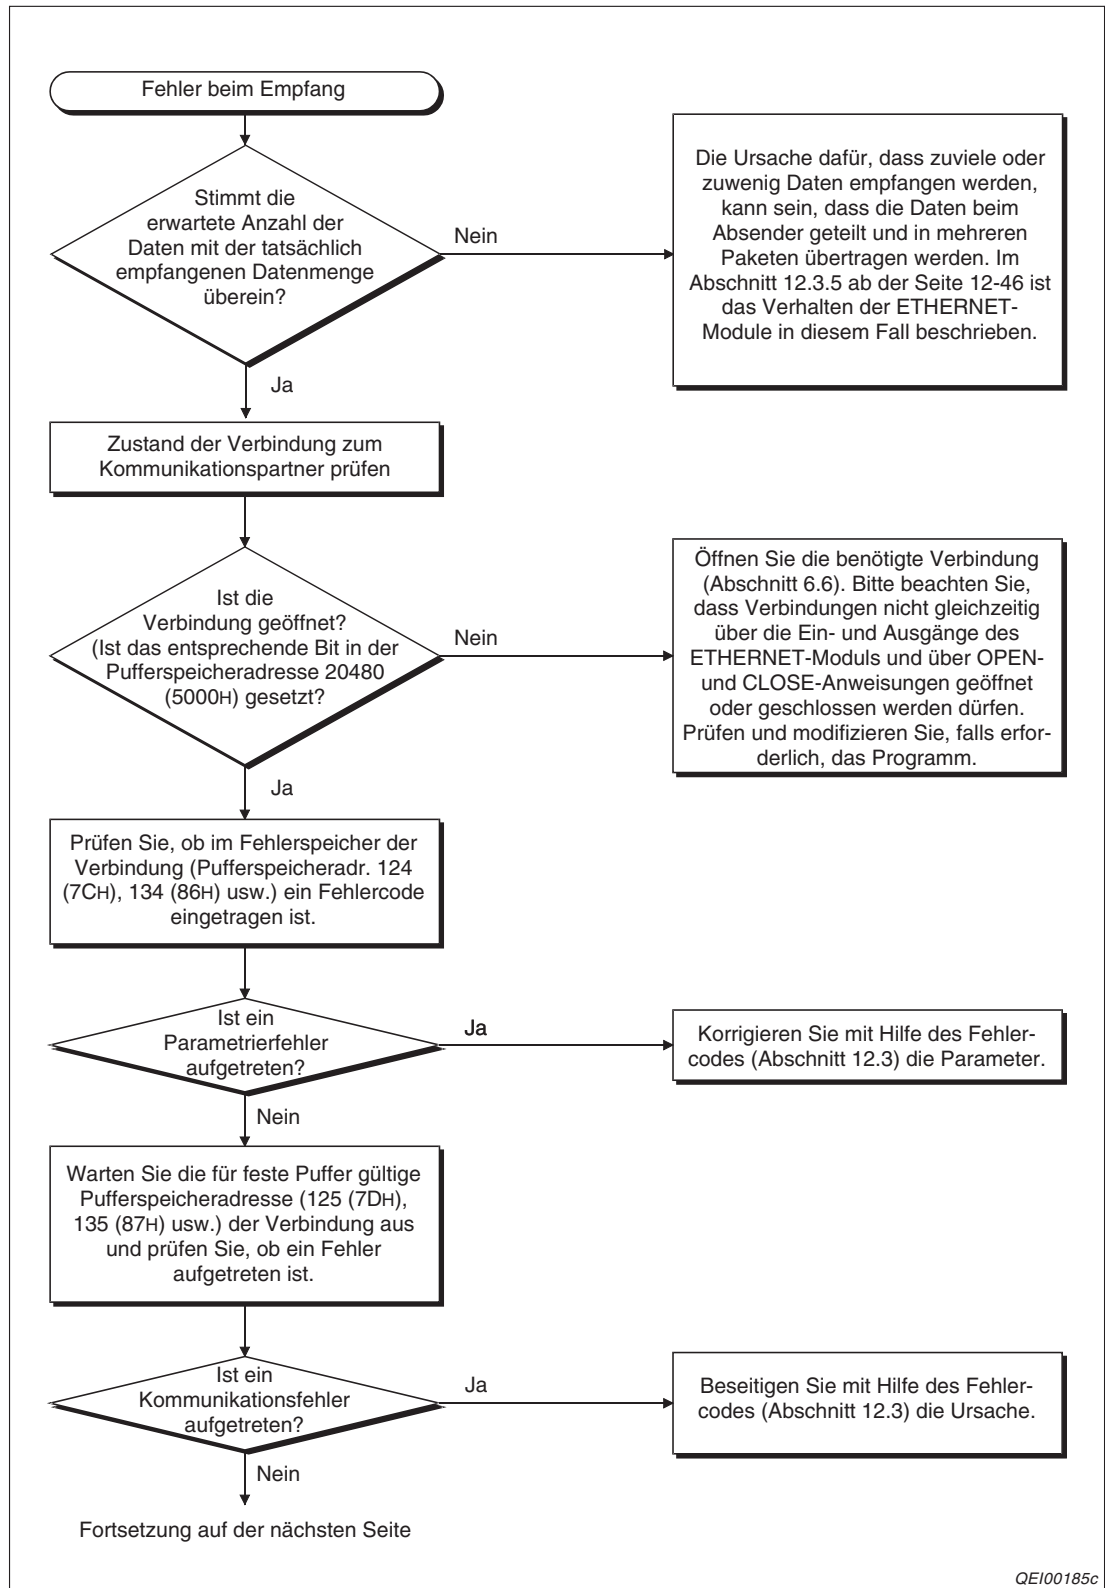 Fehler beim Empfang
Stimmt die
erwartete Anzahl der
Daten mit der tatsächlich
empfangenen Datenmenge
überein?
Nein
Die Ursache dafür, dass zuviele oder
zuwenig Daten empfangen werden,
kann sein, dass die Daten beim
Absender geteilt und in mehreren
Paketen übertragen werden. Im
Abschnitt 12.3.5 ab der Seite 12-46 ist
das Verhalten der ETHERNET-
Module in diesem Fall beschrieben.
Ja
Zustand der Verbindung zum
Kommunikationspartner prüfen
Ist die
Verbindung geöffnet?
(Ist das entsprechende Bit in der
Pufferspeicheradresse 20480
(5000H) gesetzt?
Nein
Öffnen Sie die benötigte Verbindung
(Abschnitt 6.6). Bitte beachten Sie,
dass Verbindungen nicht gleichzeitig
über die Ein- und Ausgänge des
ETHERNET-Moduls und über OPEN-
und CLOSE-Anweisungen geöffnet
oder geschlossen werden dürfen.
Prüfen und modifizieren Sie, falls erfor-
derlich, das Programm.
Ja
Prüfen Sie, ob im Fehlerspeicher der
Verbindung (Pufferspeicheradr. 124
(7CH), 134 (86H) usw.) ein Fehlercode
eingetragen ist.
Ist ein
Parametrierfehler
aufgetreten?
Ja
Korrigieren Sie mit Hilfe des Fehler-
codes (Abschnitt 12.3) die Parameter.
Nein
Warten Sie die für feste Puffer gültige
Pufferspeicheradresse (125 (7DH),
135 (87H) usw.) der Verbindung aus
und prüfen Sie, ob ein Fehler
aufgetreten ist.
Ist ein
Kommunikationsfehler
aufgetreten?
Ja
Beseitigen Sie mit Hilfe des Fehler-
codes (Abschnitt 12.3) die Ursache.
Nein
Fortsetzung auf der nächsten Seite
QEI00185c